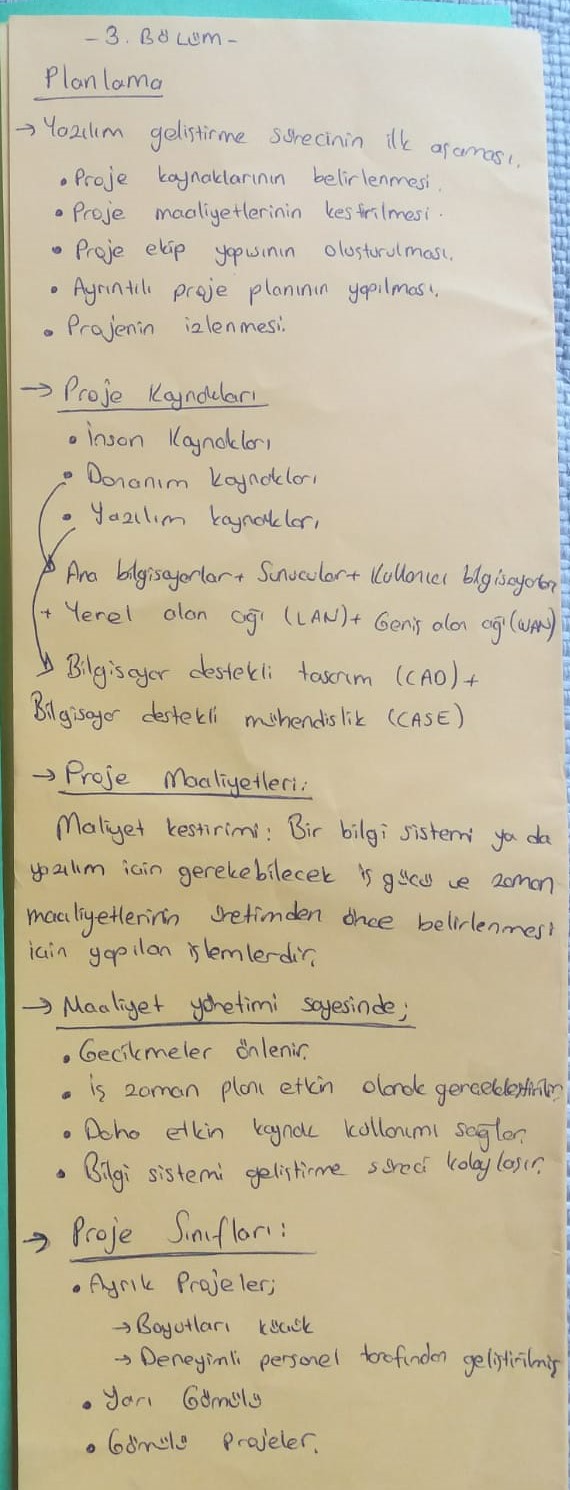 - 3. BÖLÜM -
Planlama
→ Yazılım geliştirme sürecinin ilk aşaması.
• Proje kaynaklarının belirlenmesi.
• Proje maaliyetlerinin kestirilmesi.
• Proje ekip yapısının oluşturulması.
• Ayrıntılı proje planının yapılması.
• Projenin izlenmesi.
→ Proje Kaynakları
• İnsan Kaynakları
• Donanım kaynakları
• Yazılım kaynakları
Ana bilgisayarlar + Sunucular + Kullanıcı bilgisayarları
+ Yerel alan ağı (LAN) + Geniş alan ağı (WAN)
Bilgisayar destekli tasarım (CAD) +
Bilgisayar destekli mühendislik (CASE)
→ Proje Maaliyetleri:
Maliyet kestirimi: Bir bilgi sistemi ya da
yazılım için gerekebilecek iş gücü ve zaman
maaliyetlerinin üretimden önce belirlenmesi
için yapılan işlemlerdir.
→ Maaliyet yönetimi sayesinde;
• Gecikmeler önlenir.
• İş zaman planı etkin olarak gerçekleştirilir.
• Daha etkin kaynak kullanımı sağlar.
• Bilgi sistemi geliştirme süreci kolaylaşır.
→ Proje Sınıfları:
• Ayrık Projeler;
→ Boyutları küçük
→ Deneyimli personel tarafından geliştirilmiş
• Yarı Gömülü
• Gömülü Projeler.